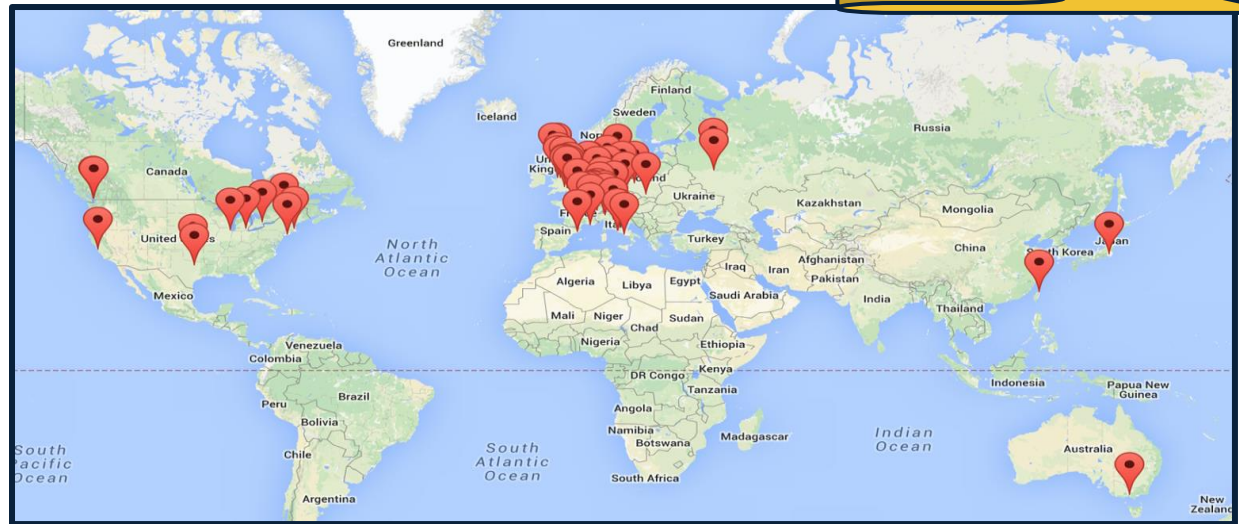 Greenland
Finland
Iceland
Sweden
Russia
Canada
Ukraine
Kazakhstan
Mongolia
Spain
North
Atlantic
Ocean
Turkey
China
Iraq
Iran
Afghanistan
Pakistan
Algeria
Libya
Egypt
Saudi Arabia
India
Mexico
Thailand
Mali
Niger
Chad
Sudan
Nigeria
Ethiopia
Venezuela
Colombia
DR Congo
Kenya
Tanzania
Indonesia
Papua New
Guinea
Peru
Brazil
Angola
Bolivia
Namibia
Botswana
Madagascar
Indian
Ocean
Australia
South
Pacific
Ocean
South
Atlantic
Ocean
Chile
South Africa
Argentina
New
Zealand